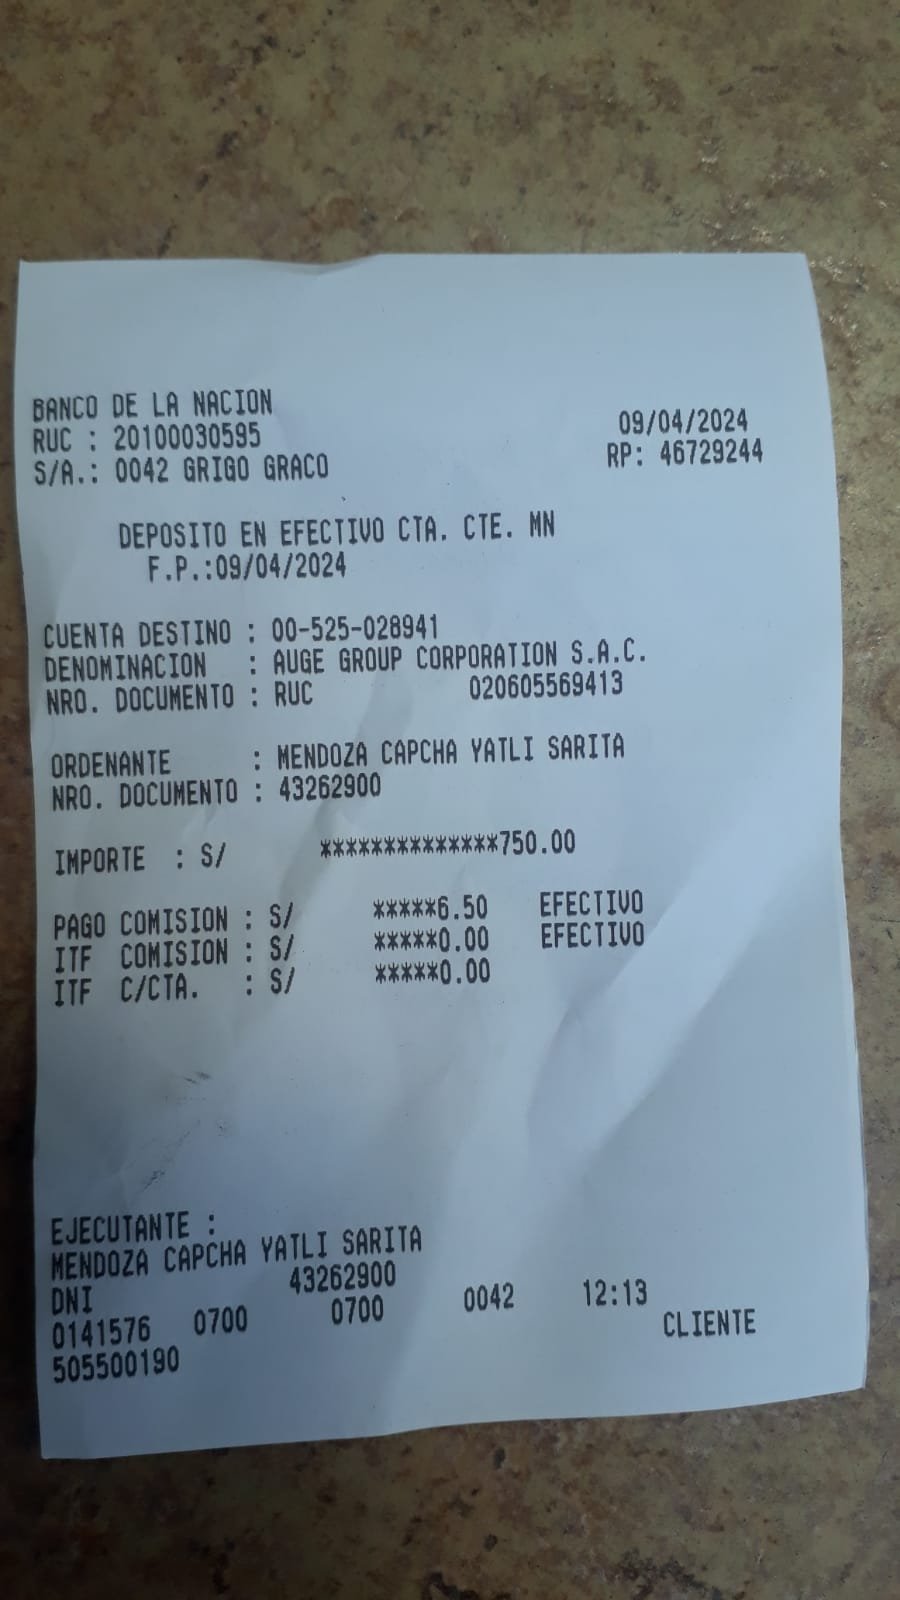 BANCO DE LA NACION
RUC : 20100030595 09/04/2024
S/A.: 0042 GRIGO GRACO RP: 46729244
DEPOSITO EN EFECTIVO CTA. CTE. MN
F.P.:09/04/2024
CUENTA DESTINO : 00-525-028941
DENOMINACION : AUGE GROUP CORPORATION S.A.C.
NRO. DOCUMENTO : RUC 020605569413
ORDENANTE : MENDOZA CAPCHA YATLI SARITA
NRO. DOCUMENTO : 43262900
IMPORTE : S/ **************750.00
PAGO COMISION : S/ *****6.50 EFECTIVO
ITF COMISION : S/ *****0.00 EFECTIVO
ITF C/CTA. : S/ *****0.00
EJECUTANTE :
MENDOZA CAPCHA YATLI SARITA
DNI 43262900
0141576 0700 0700 0042 12:13
505500190 CLIENTE